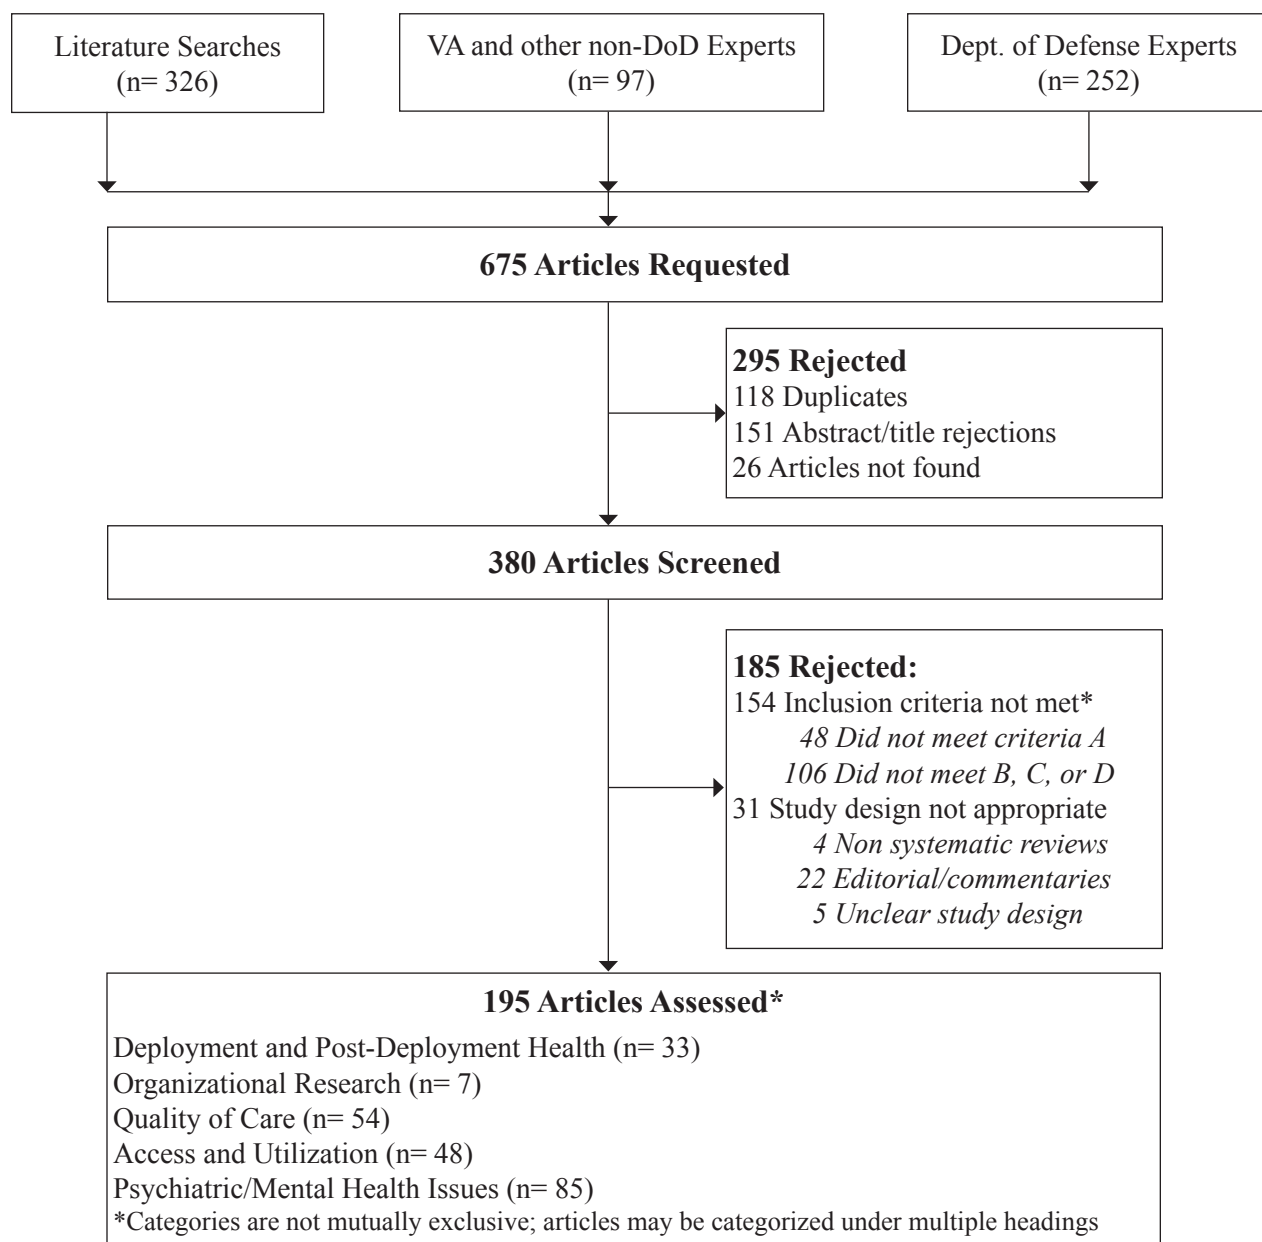 Literature Searches
(n= 326)
VA and other non-DoD Experts
(n= 97)
Dept. of Defense Experts
(n= 252)
675 Articles Requested
295 Rejected
118 Duplicates
151 Abstract/title rejections
26 Articles not found
380 Articles Screened
185 Rejected:
154 Inclusion criteria not met*
48 Did not meet criteria A
106 Did not meet B, C, or D
31 Study design not appropriate
4 Non systematic reviews
22 Editorial/commentaries
5 Unclear study design
195 Articles Assessed*
Deployment and Post-Deployment Health (n= 33)
Organizational Research (n= 7)
Quality of Care (n= 54)
Access and Utilization (n= 48)
Psychiatric/Mental Health Issues (n= 85)
*Categories are not mutually exclusive; articles may be categorized under multiple headings